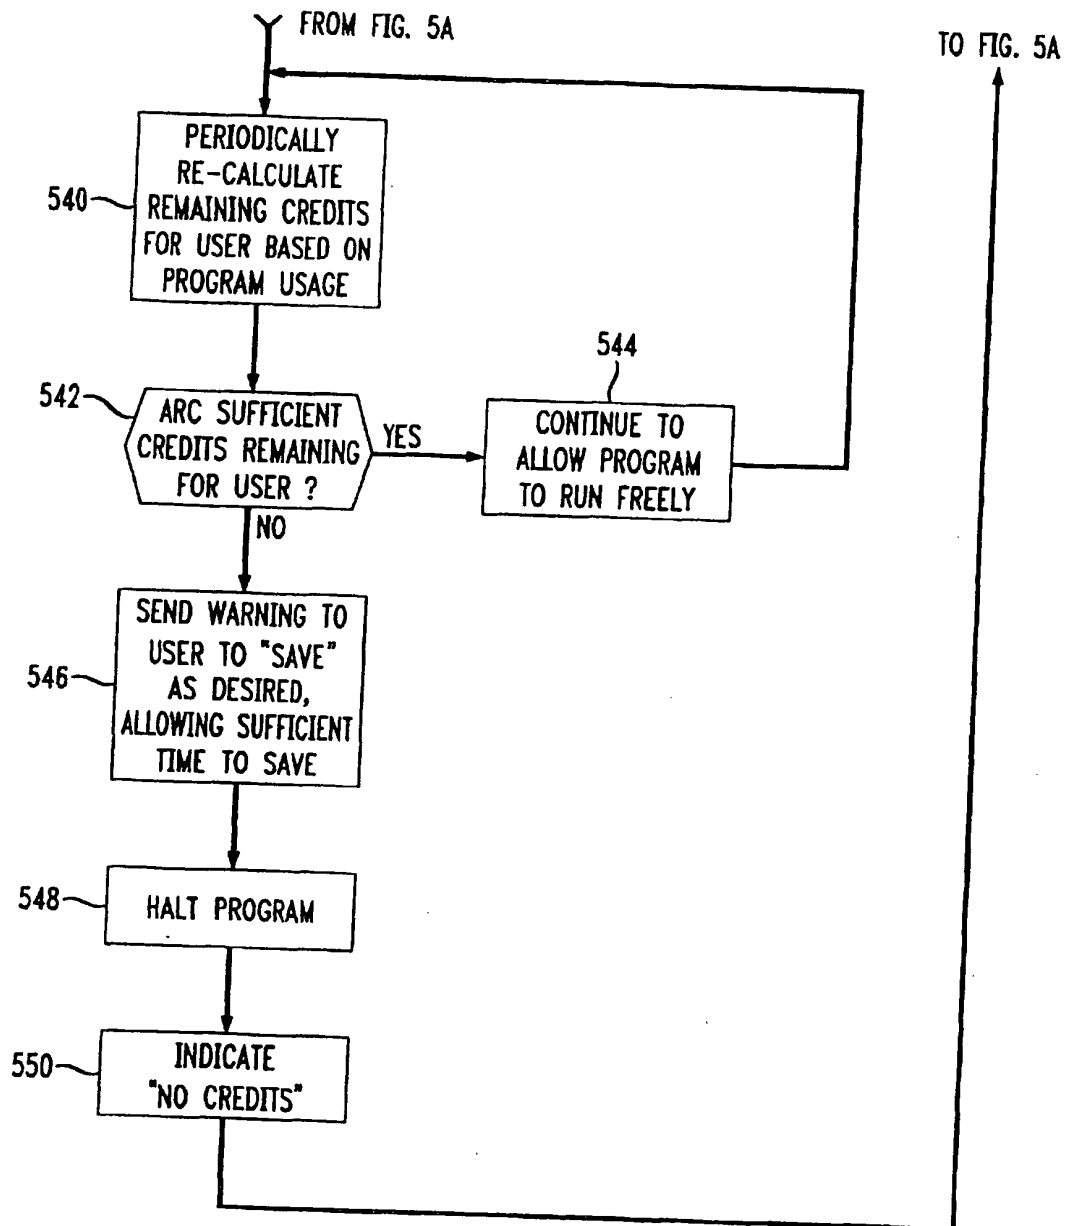 FROM FIG. 5A
TO FIG. 5A
540
PERIODICALLY
RE-CALCULATE
REMAINING CREDITS
FOR USER BASED ON
PROGRAM USAGE
542
ARC SUFFICIENT
CREDITS REMAINING
FOR USER ?
YES
NO
544
CONTINUE TO
ALLOW PROGRAM
TO RUN FREELY
546
SEND WARNING TO
USER TO "SAVE"
AS DESIRED,
ALLOWING SUFFICIENT
TIME TO SAVE
548
HALT PROGRAM
550
INDICATE
"NO CREDITS"